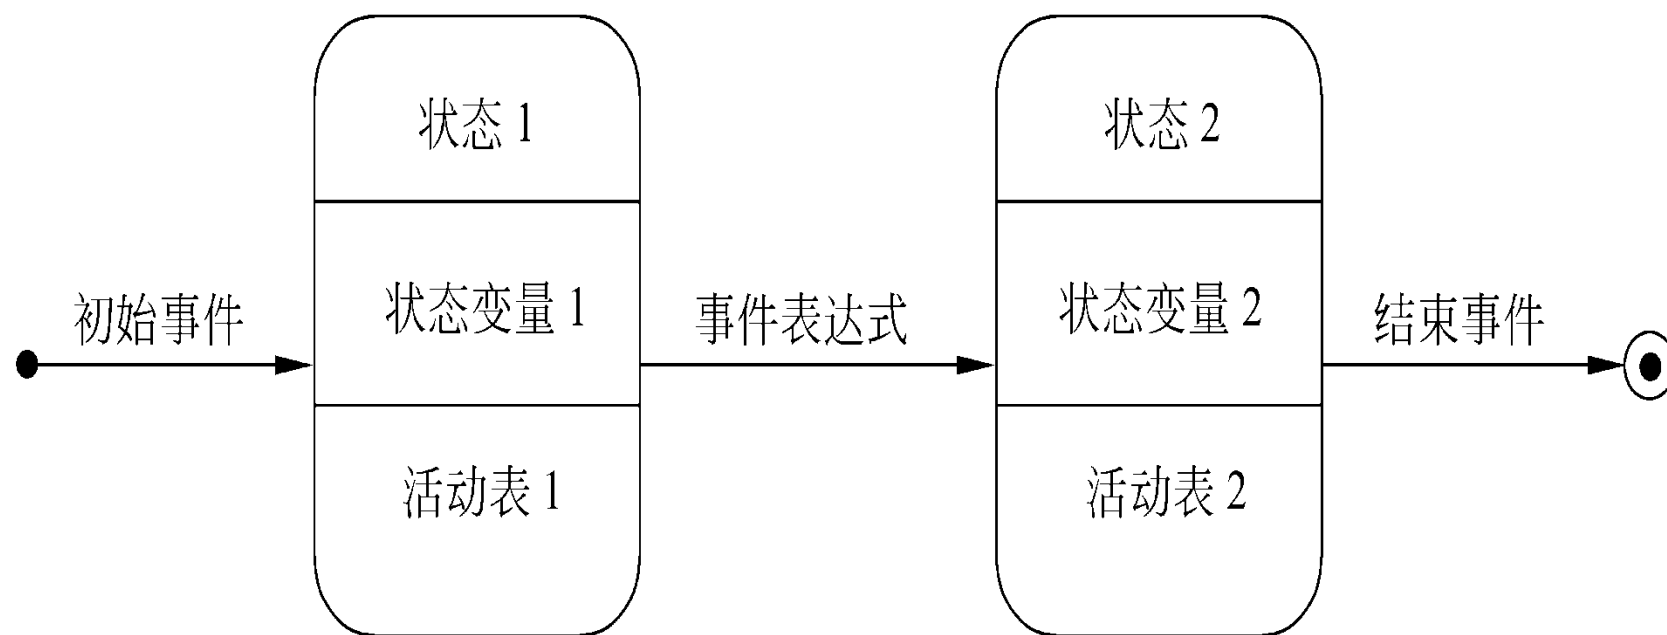 状态 1
状态 2
初始事件
状态变量 1
事件表达式
状态变量 2
结束事件
活动表 1
活动表 2